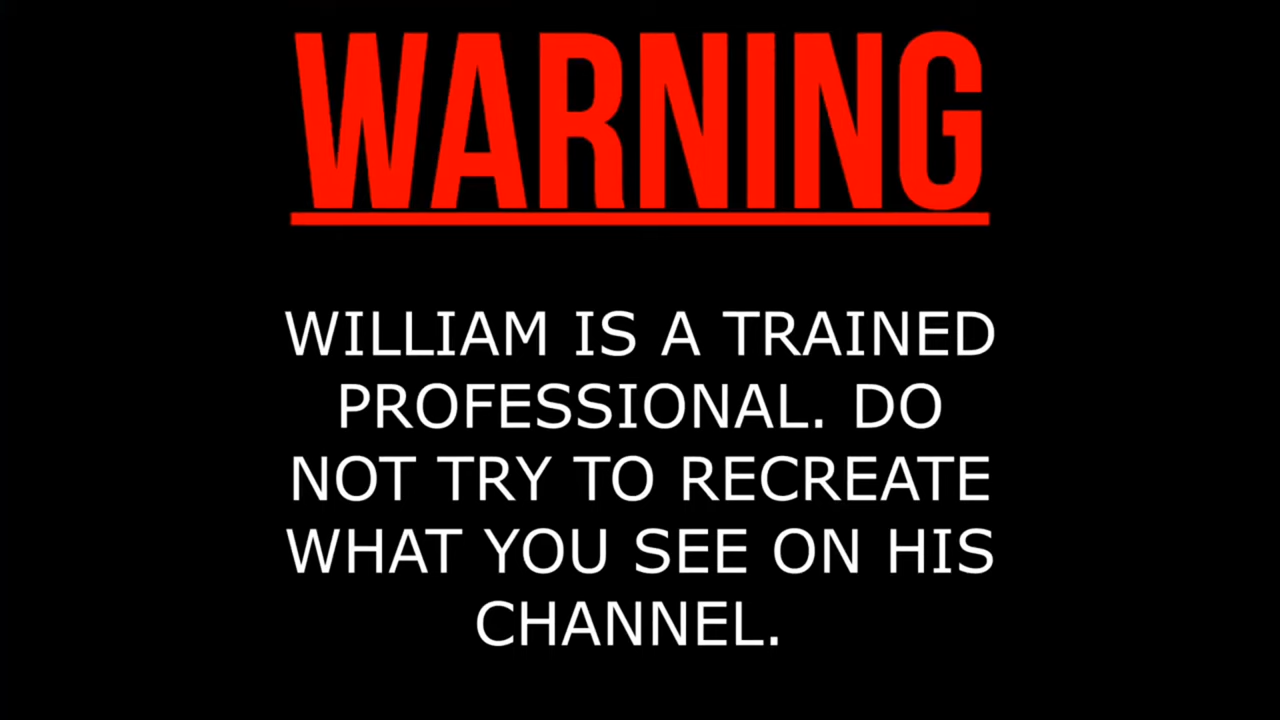 WARNING
WILLIAM IS A TRAINED
PROFESSIONAL. DO
NOT TRY TO RECREATE
WHAT YOU SEE ON HIS
CHANNEL.